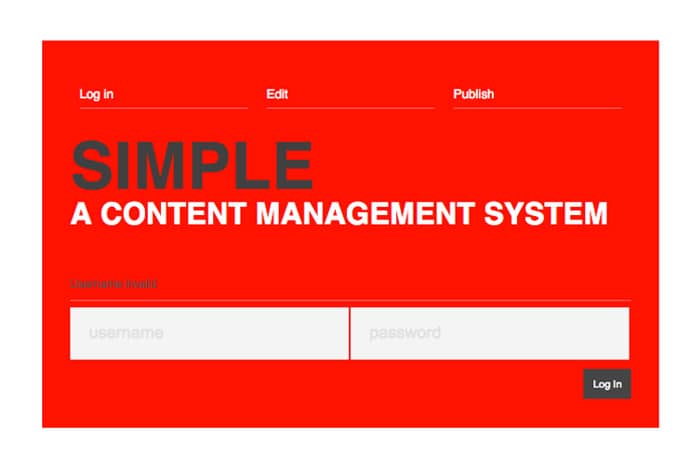 Log in
Edit
Publish
SIMPLE
A CONTENT MANAGEMENT SYSTEM
Username invalid
username
password
Log In